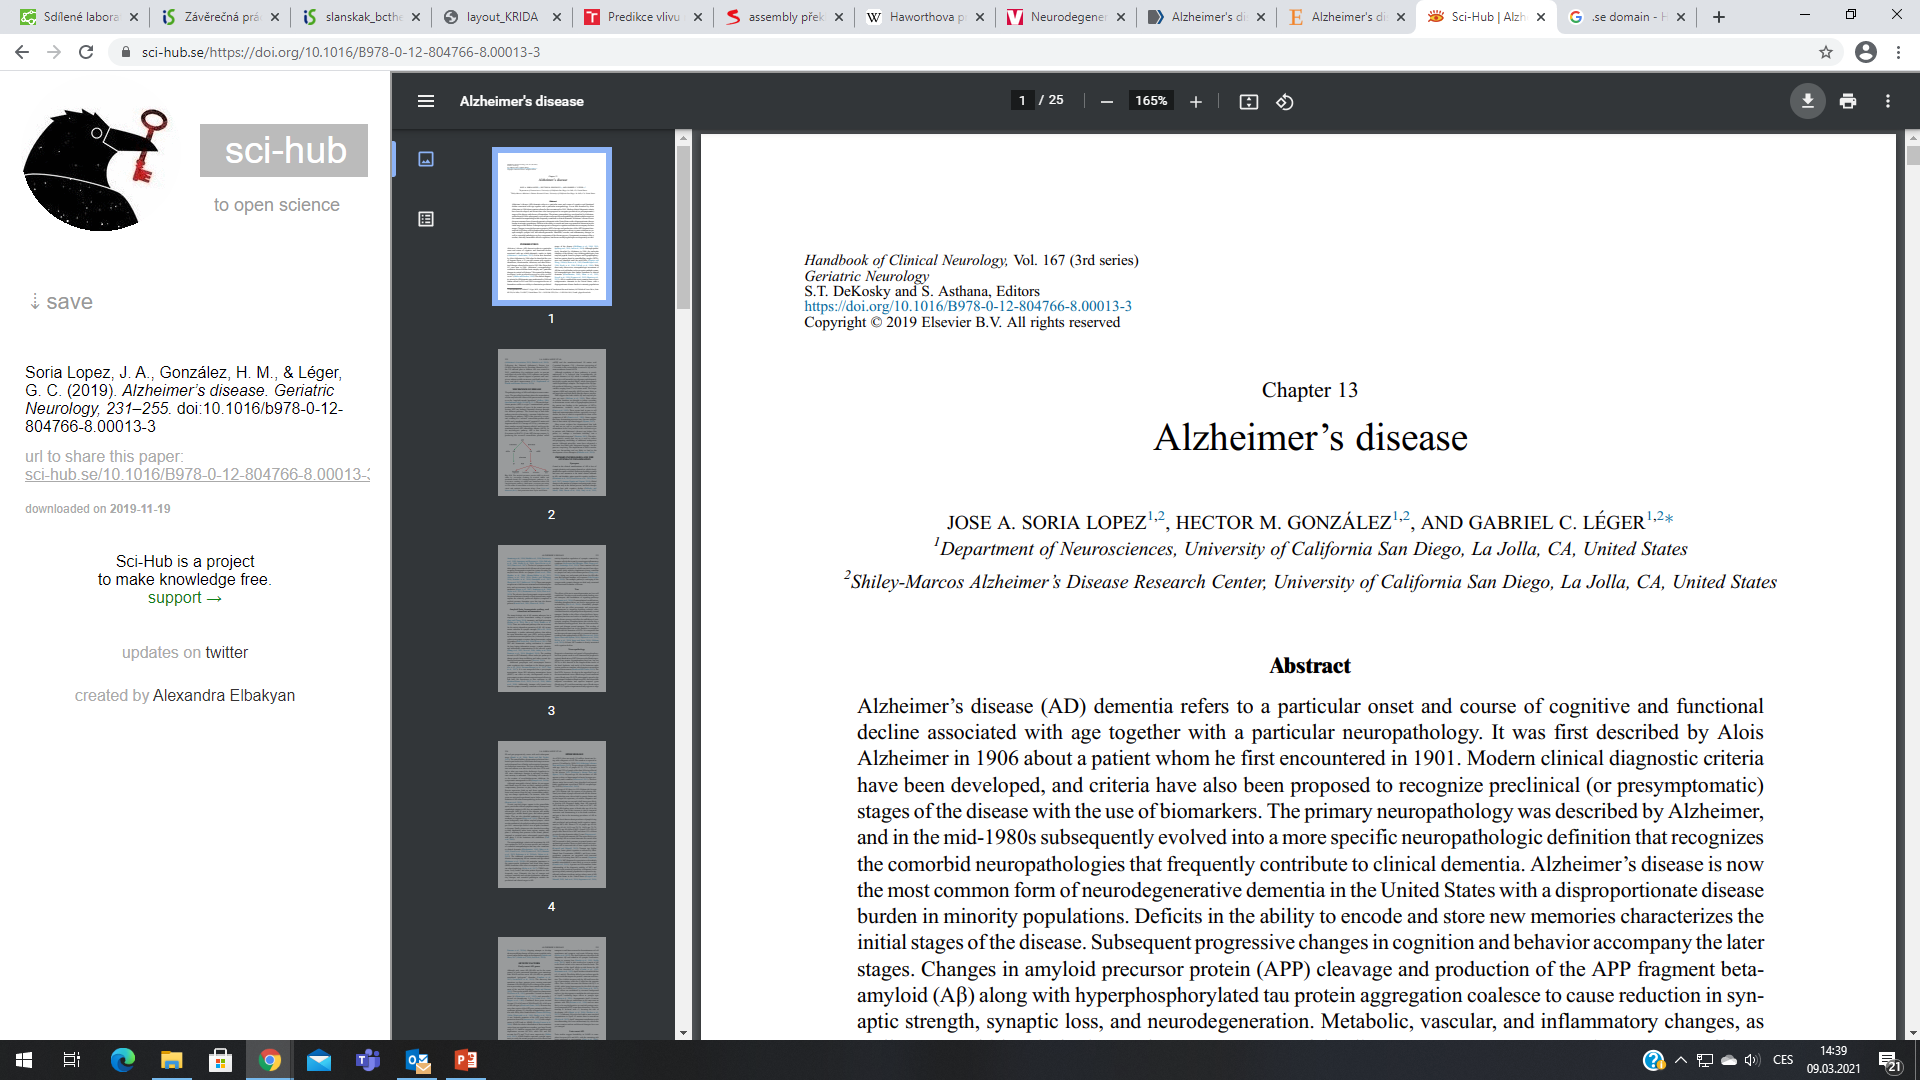 Sdílené labora
Závěrečná prá
slanskak_bcthe
layout_KRIDA
Predikce vlivu
assembly přek
Haworthova p
Neurodegene
Alzheimer's di
Alzheimer's di
Sci-Hub | Alzh
.se domain - H
sci-hub.se/https://doi.org/10.1016/B978-0-12-804766-8.00013-3
Alzheimer's disease
1 / 25
165%
sci-hub
to open science
⇣ save
Soria Lopez, J. A., González, H. M., & Léger,
G. C. (2019). Alzheimer's disease. Geriatric
Neurology, 231–255. doi:10.1016/b978-0-12-
804766-8.00013-3
url to share this paper:
sci-hub.se/10.1016/B978-0-12-804766-8.00013-
downloaded on 2019-11-19
Sci-Hub is a project
to make knowledge free.
support →
updates on twitter
created by Alexandra Elbakyan
1
2
3
4
Handbook of Clinical Neurology, Vol. 167 (3rd series)
Geriatric Neurology
S.T. DeKosky and S. Asthana, Editors
https://doi.org/10.1016/B978-0-12-804766-8.00013-3
Copyright © 2019 Elsevier B.V. All rights reserved
Chapter 13
Alzheimer's disease
JOSE A. SORIA LOPEZ1,2, HECTOR M. GONZÁLEZ1,2, AND GABRIEL C. LÉGER1,2*
1Department of Neurosciences, University of California San Diego, La Jolla, CA, United States
2Shiley-Marcos Alzheimer's Disease Research Center, University of California San Diego, La Jolla, CA, United States
Abstract
Alzheimer's disease (AD) dementia refers to a particular onset and course of cognitive and functional
decline associated with age together with a particular neuropathology. It was first described by Alois
Alzheimer in 1906 about a patient whom he first encountered in 1901. Modern clinical diagnostic criteria
have been developed, and criteria have also been proposed to recognize preclinical (or presymptomatic)
stages of the disease with the use of biomarkers. The primary neuropathology was described by Alzheimer,
and in the mid-1980s subsequently evolved into a more specific neuropathologic definition that recognizes
the comorbid neuropathologies that frequently contribute to clinical dementia. Alzheimer's disease is now
the most common form of neurodegenerative dementia in the United States with a disproportionate disease
burden in minority populations. Deficits in the ability to encode and store new memories characterizes the
initial stages of the disease. Subsequent progressive changes in cognition and behavior accompany the later
stages. Changes in amyloid precursor protein (APP) cleavage and production of the APP fragment beta-
amyloid (Aβ) along with hyperphosphorylated tau protein aggregation coalesce to cause reduction in syn-
aptic strength, synaptic loss, and neurodegeneration. Metabolic, vascular, and inflammatory changes, as
CES
14:39
09.03.2021
21